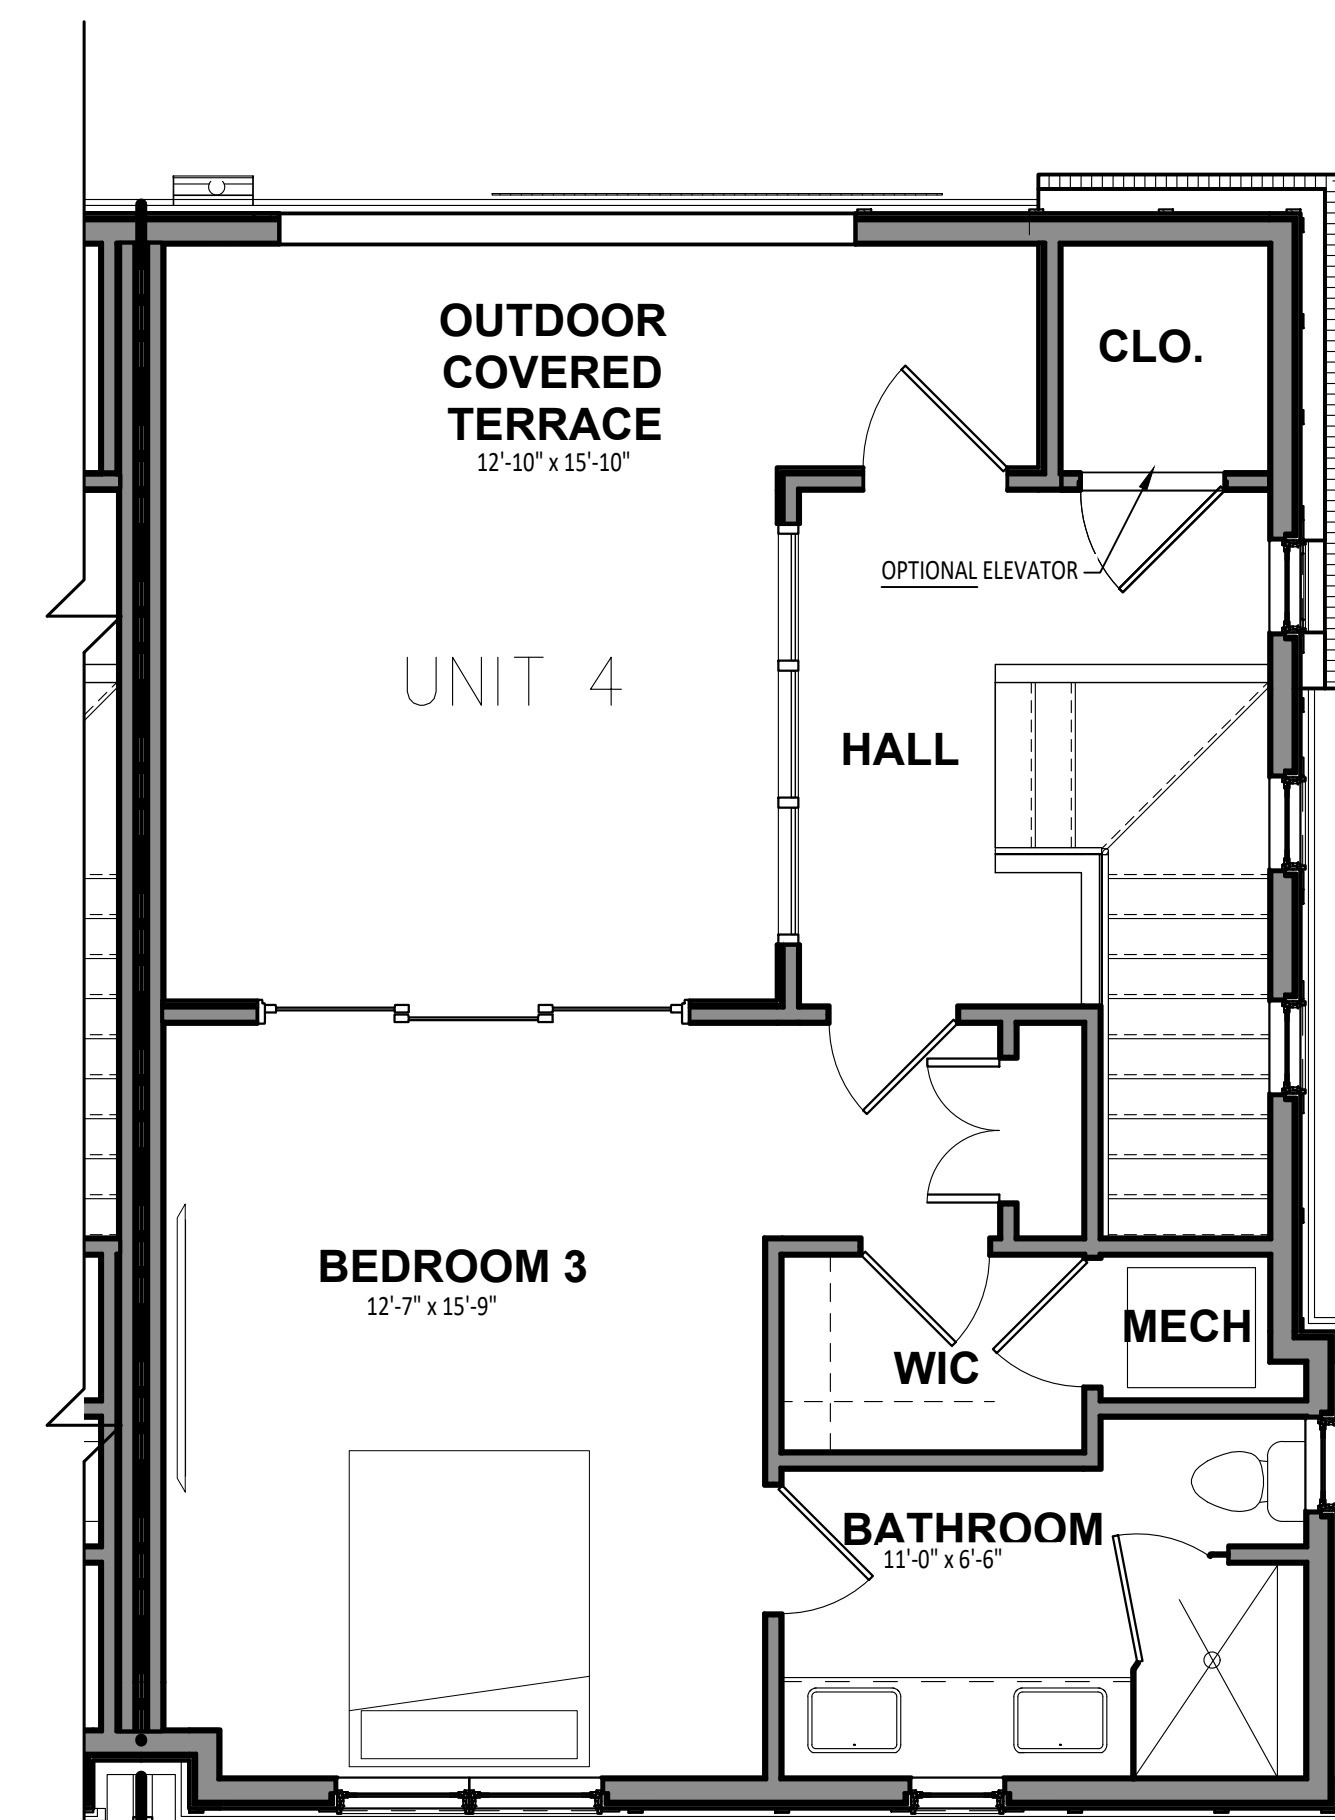 OUTDOOR
COVERED
TERRACE
12'-10" x 15'-10"
CLO.
OPTIONAL ELEVATOR
UNIT 4
HALL
BEDROOM 3
12'-7" x 15'-9"
MECH
WIC
BATHROOM
11'-0" x 6'-6"